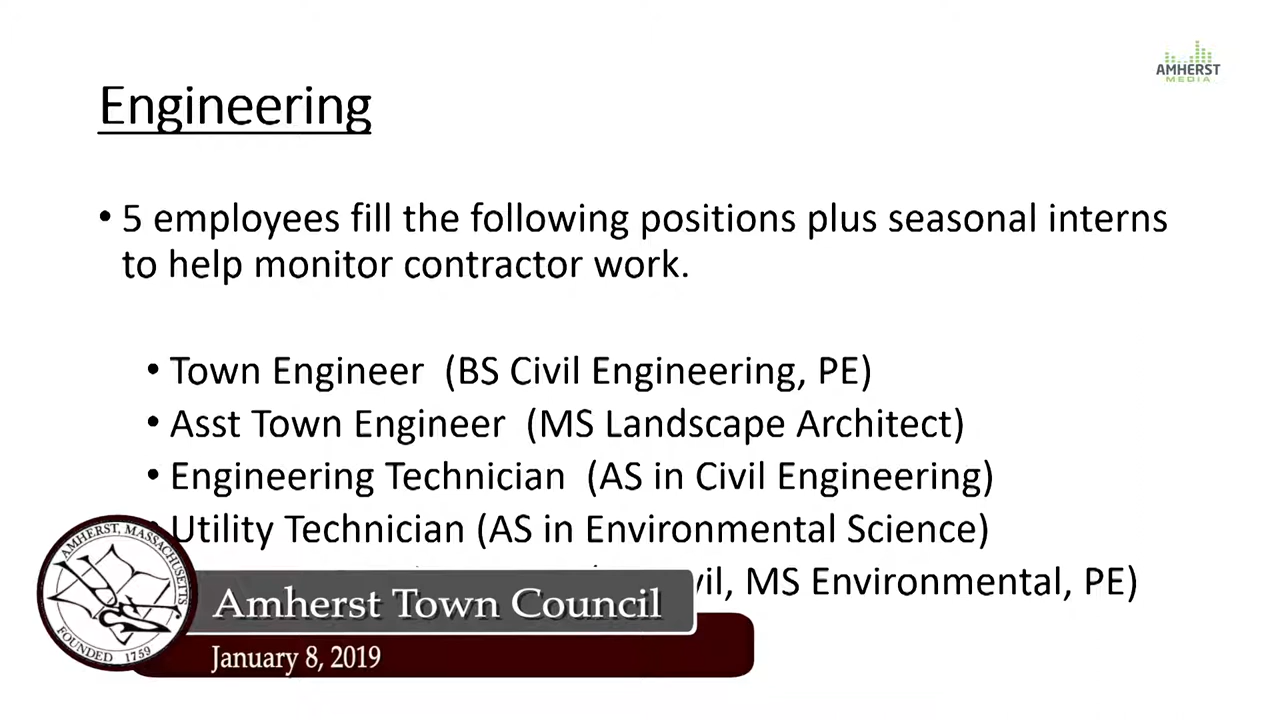 AMHERST
MEDIA
Engineering
• 5 employees fill the following positions plus seasonal interns
to help monitor contractor work.
• Town Engineer (BS Civil Engineering, PE)
• Asst Town Engineer (MS Landscape Architect)
• Engineering Technician (AS in Civil Engineering)
• Utility Technician (AS in Environmental Science)
MS Environmental, PE)
AMHERST, MASSACHUSETTS
FOUNDED 1759
Amherst Town Council
January 8, 2019